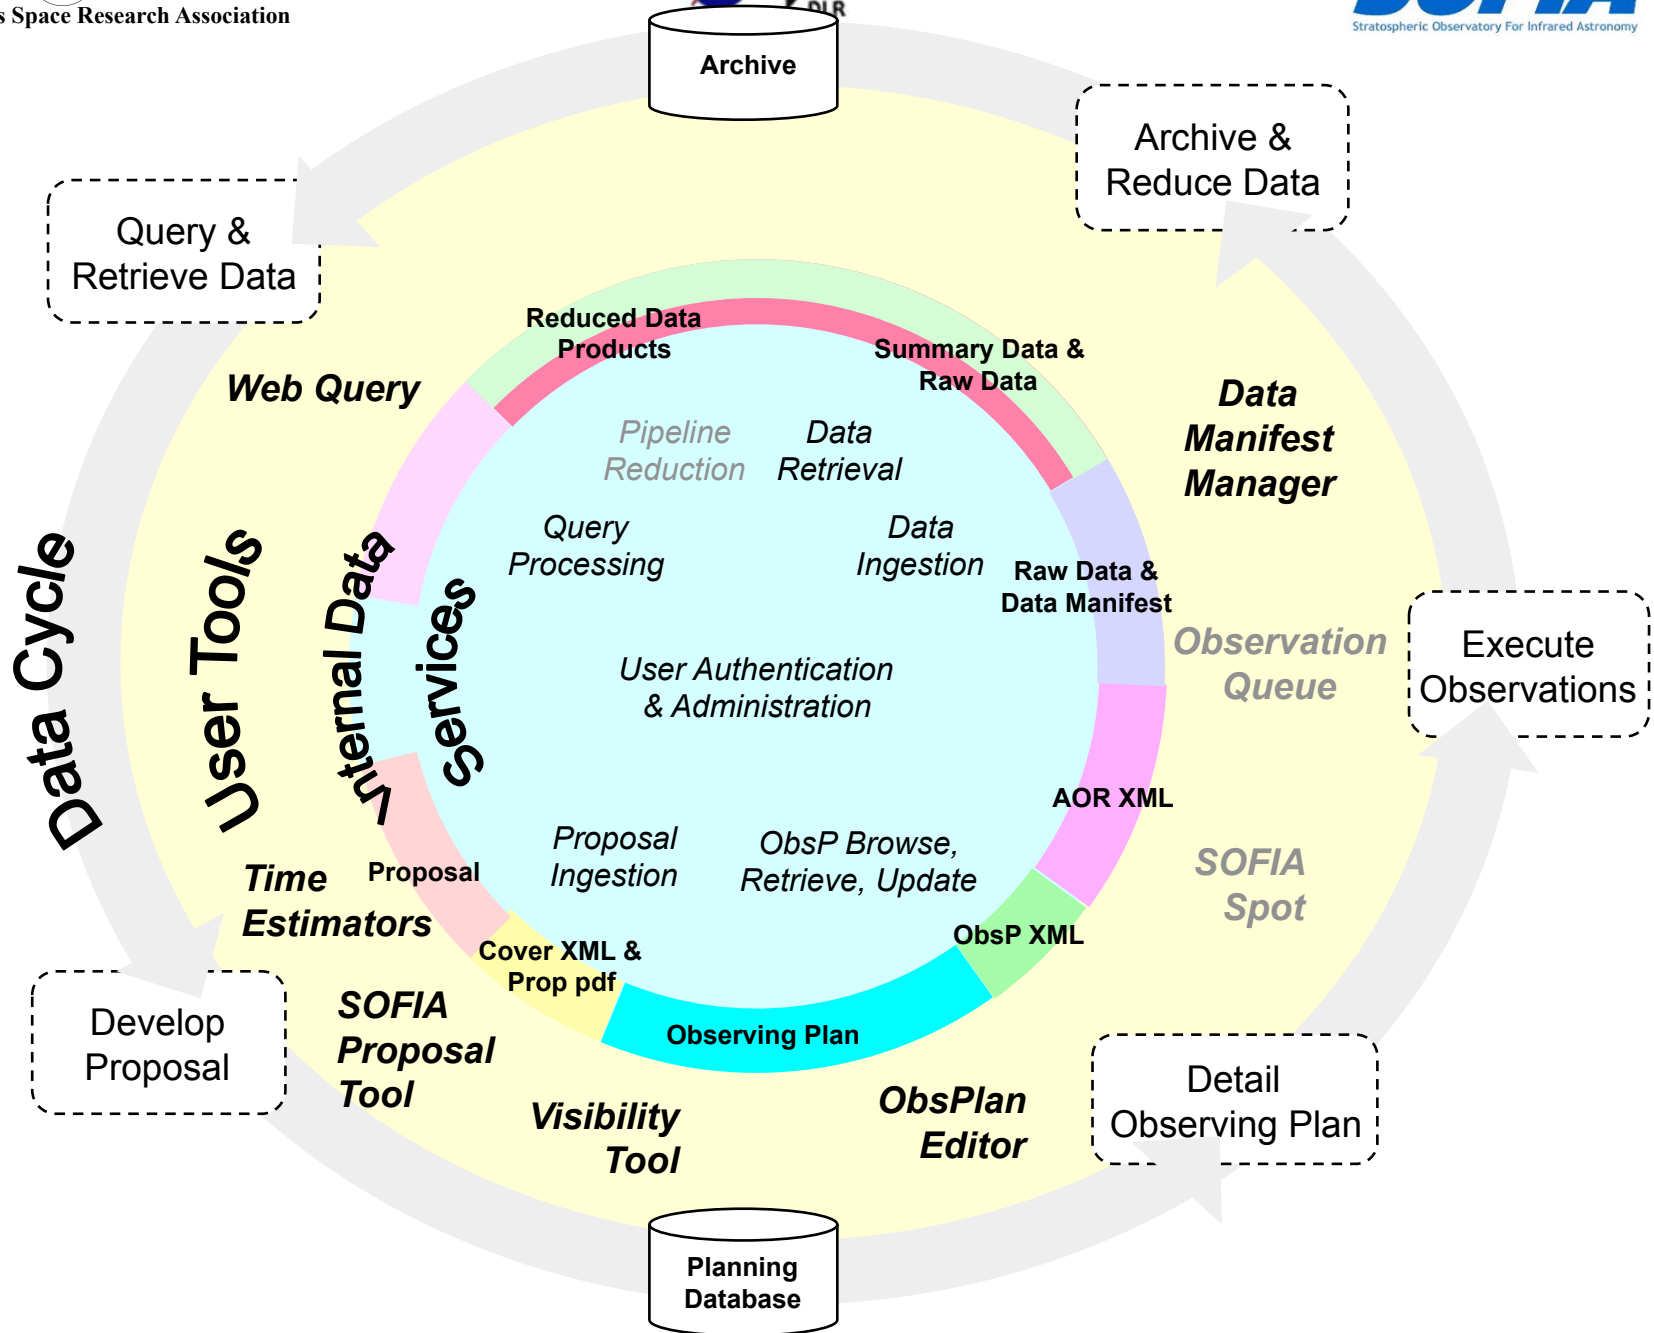 s Space Research Association
DLR
SOFIA
Stratospheric Observatory For Infrared Astronomy
Archive
Archive &
Reduce Data
Query &
Retrieve Data
Reduced Data
Products
Summary Data &
Raw Data
Web Query
Data
Manifest
Manager
Pipeline
Reduction
Data
Retrieval
Query
Processing
Data
Ingestion
Raw Data &
Data Manifest
Data Cycle
User Tools
Internal Data
Services
User Authentication
& Administration
Observation
Queue
Execute
Observations
AOR XML
Proposal
Ingestion
ObsP Browse,
Retrieve, Update
SOFIA
Spot
Time
Estimators
Proposal
Cover XML &
Prop pdf
ObsP XML
Observing Plan
Develop
Proposal
SOFIA
Proposal
Tool
Visibility
Tool
ObsPlan
Editor
Detail
Observing Plan
Planning
Database